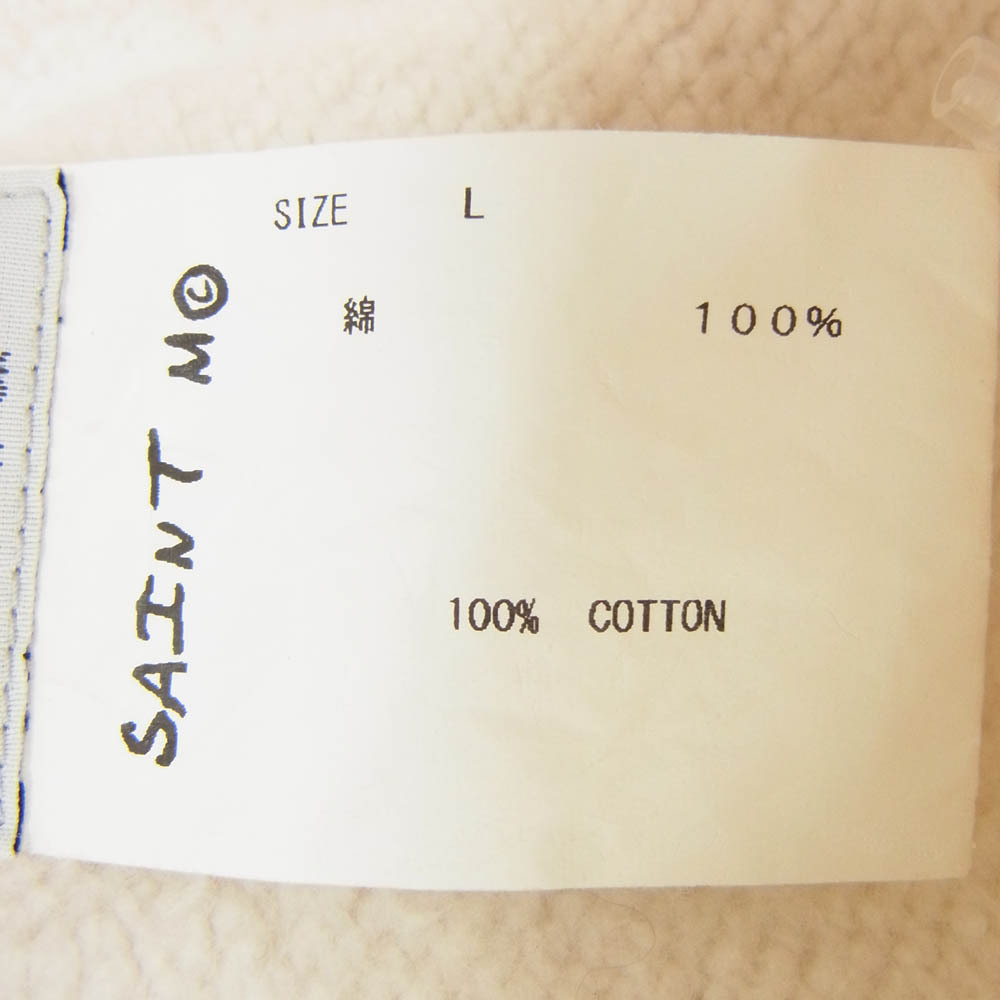 SIZE L
綿 １００％
100% COTTON
SAINT M©